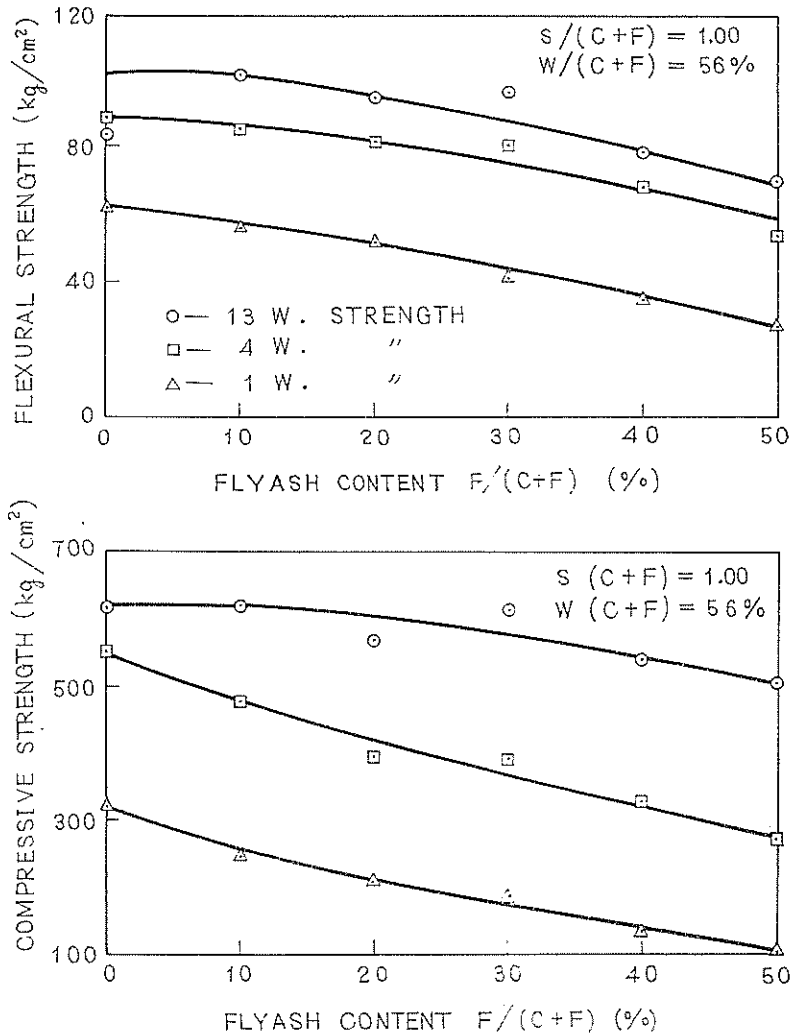 FLEXURAL STRENGTH (kg/cm²)
120
80
40
0
S/(C+F) = 1.00
W/(C+F) = 56%
13 W. STRENGTH
4 W. 〃
1 W. 〃
0 10 20 30 40 50
FLYASH CONTENT F/(C+F) (%)
COMPRESSIVE STRENGTH (kg/cm²)
700
500
300
100
S (C+F) = 1.00
W (C+F) = 56%
0 10 20 30 40 50
FLYASH CONTENT F/(C+F) (%)